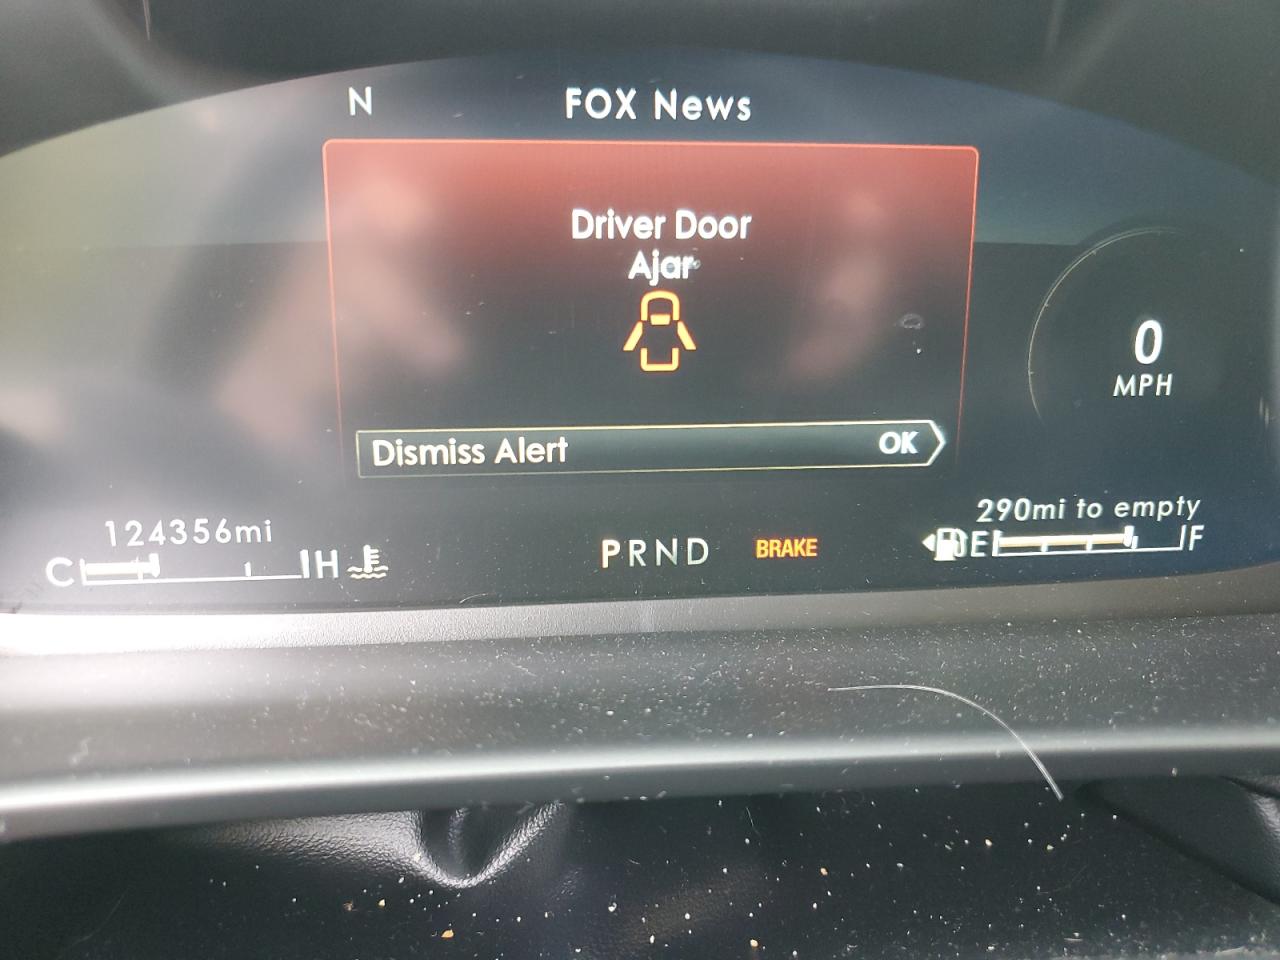 N
FOX News
Driver Door
Ajar
0
MPH
Dismiss Alert
OK
124356mi
290mi to empty
C
H
PRND
BRAKE
E
F